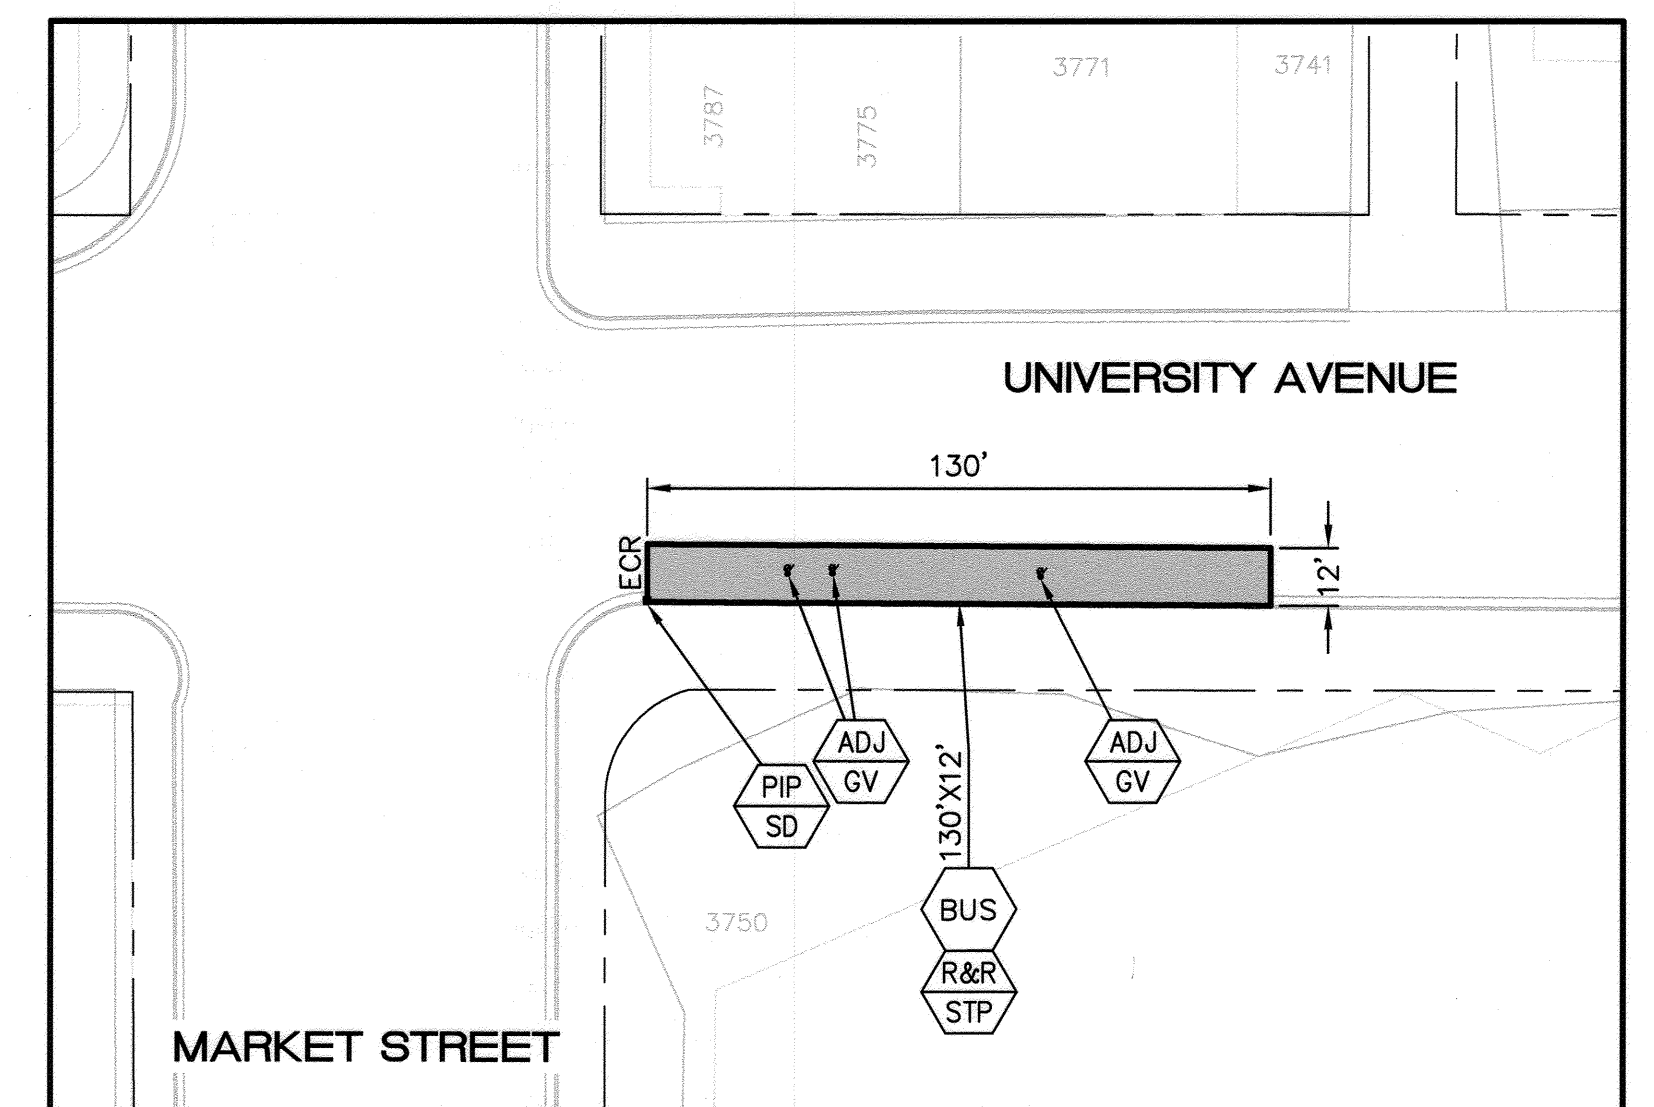 3787
3775
3771
3741
UNIVERSITY AVENUE
130'
ECR
12'
ADJ
GV
ADJ
GV
PIP
SD
130'X12'
BUS
R&R
STP
3750
MARKET STREET